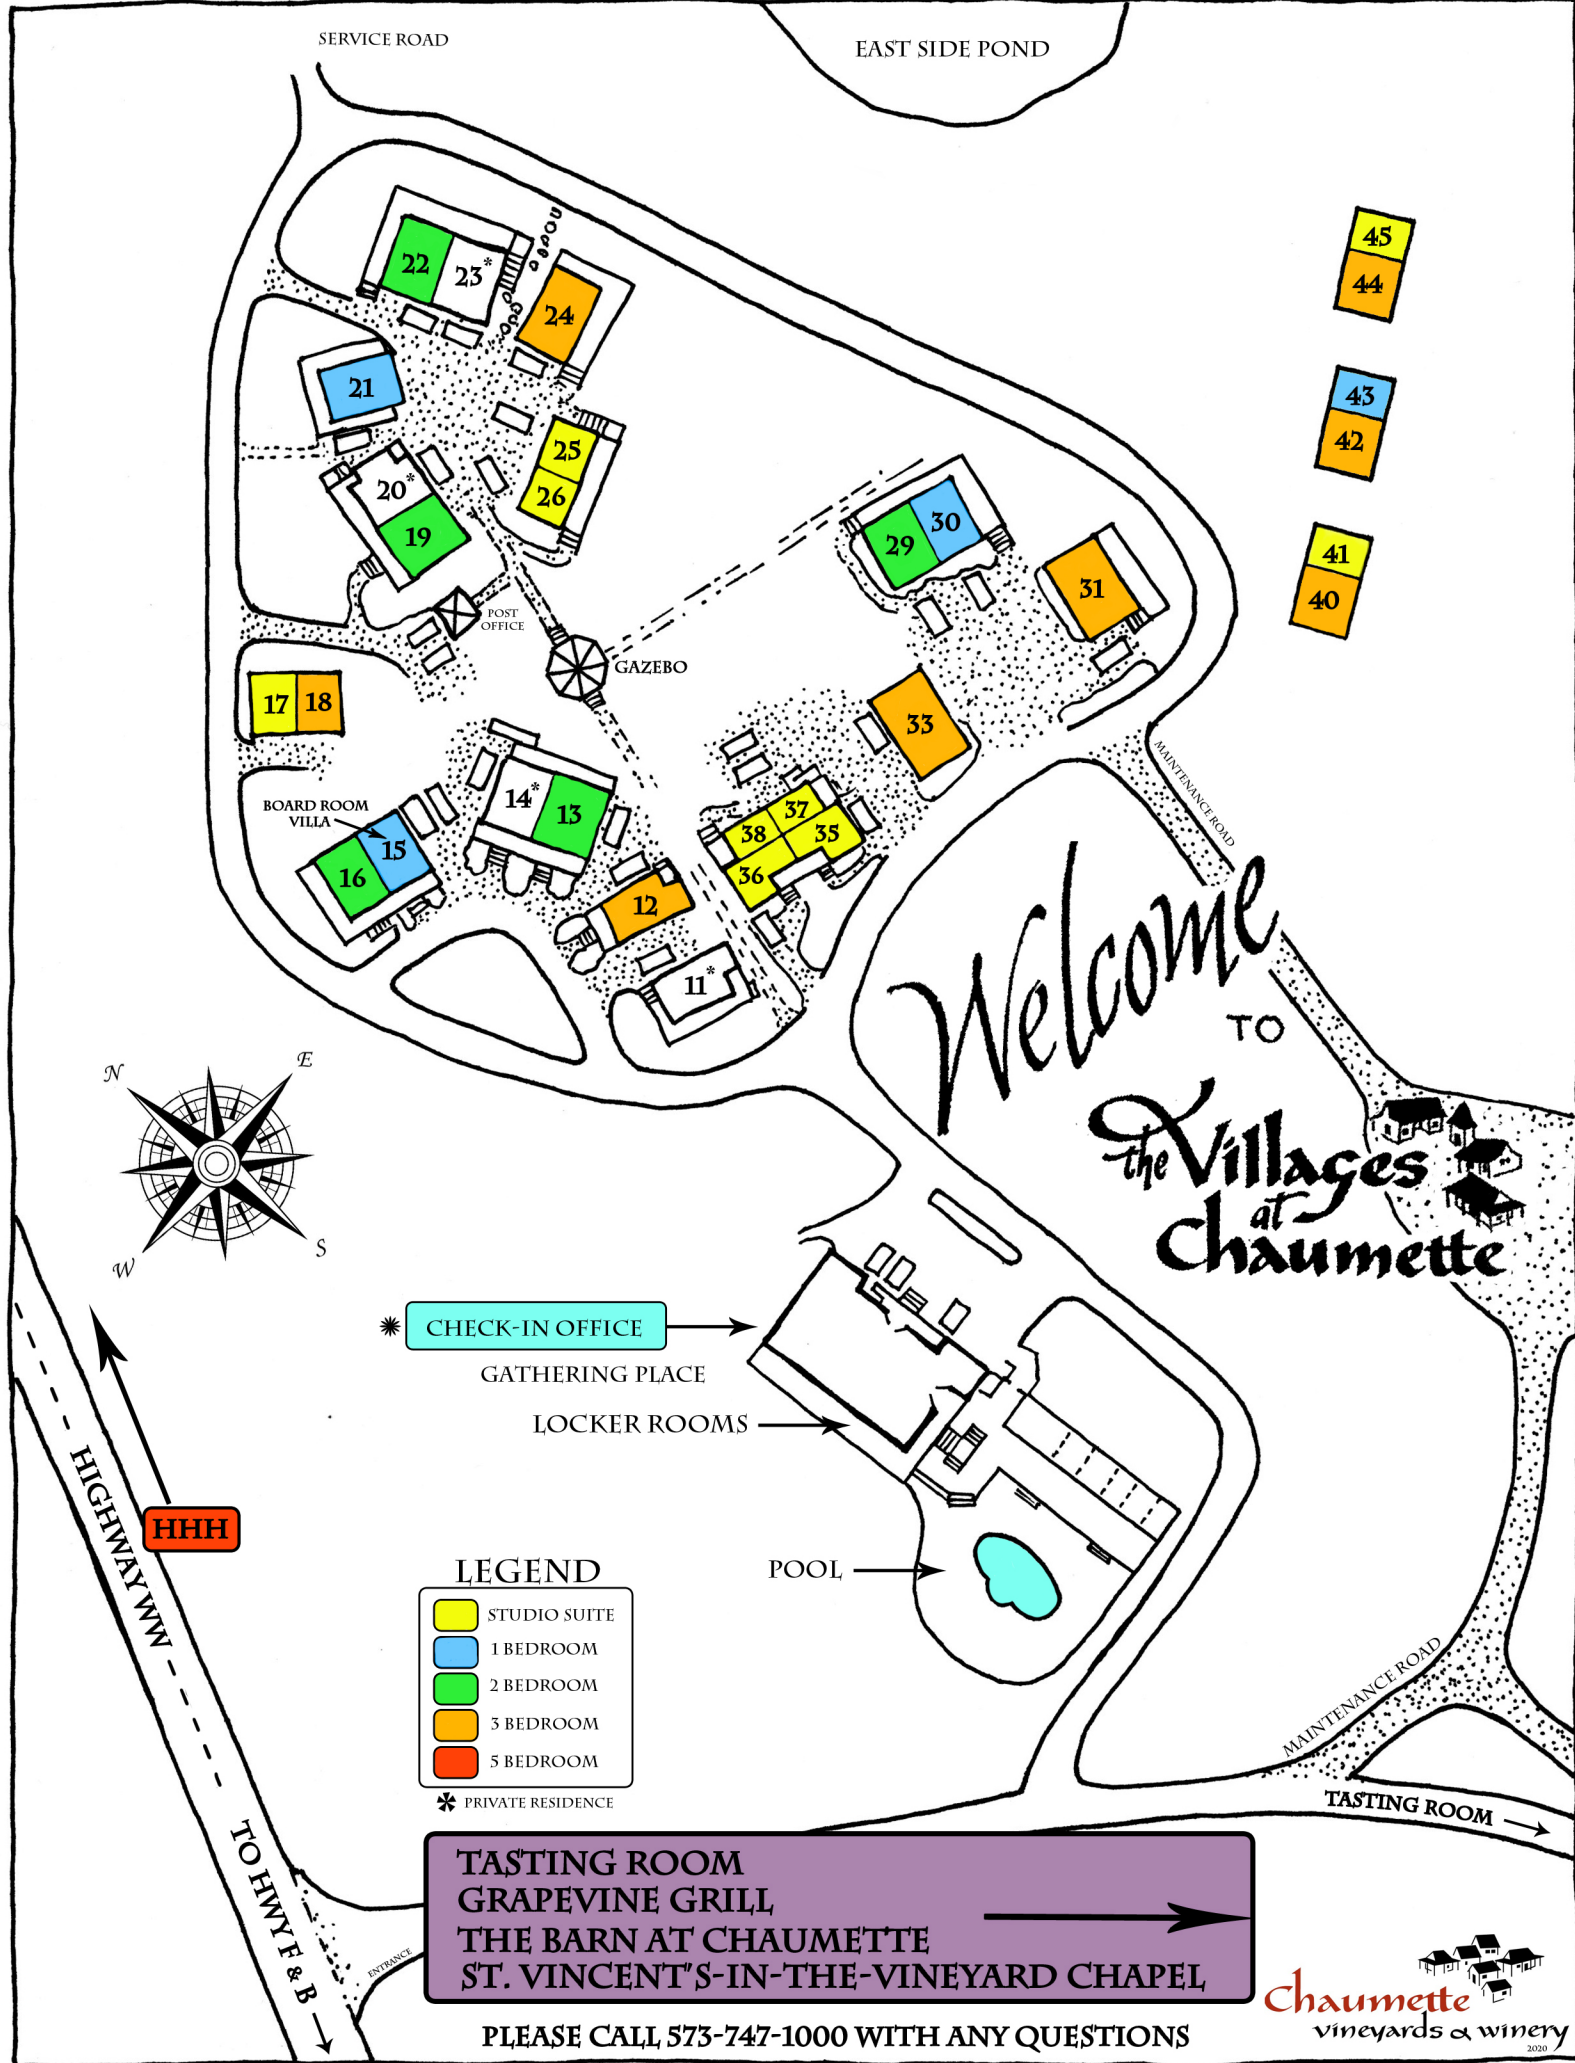 SERVICE ROAD
EAST SIDE POND
45
44
22
23*
24
21
43
42
25
26
20*
19
30
29
41
40
31
POST
OFFICE
GAZEBO
17
18
33
MAINTENANCE ROAD
BOARD ROOM
VILLA
14*
13
15
16
37
38
35
36
12
11*
Welcome
TO
the Villages
at
Chaumette
N
E
W
S
CHECK-IN OFFICE
GATHERING PLACE
LOCKER ROOMS
HIGHWAY WW
HHH
POOL
LEGEND
STUDIO SUITE
1 BEDROOM
2 BEDROOM
3 BEDROOM
5 BEDROOM
PRIVATE RESIDENCE
MAINTENANCE ROAD
TASTING ROOM
TO HWY F & B
ENTRANCE
TASTING ROOM
GRAPEVINE GRILL
THE BARN AT CHAUMETTE
ST. VINCENT'S-IN-THE-VINEYARD CHAPEL
PLEASE CALL 573-747-1000 WITH ANY QUESTIONS
Chaumette
vineyards & winery
2020